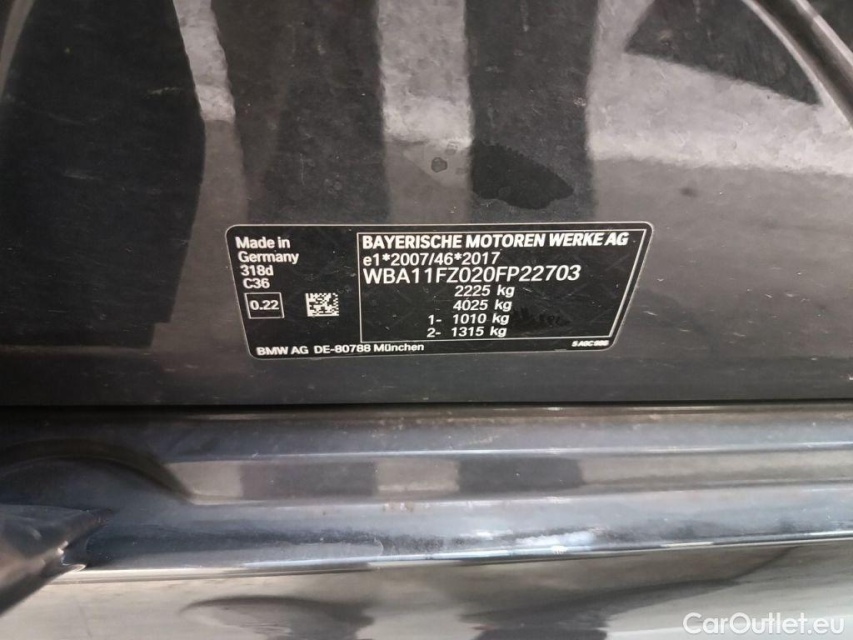 Made in
Germany
318d
C36
0.22
BAYERISCHE MOTOREN WERKE AG
e1*2007/46*2017
WBA11FZ020FP22703
2225 kg
4025 kg
1- 1010 kg
2- 1315 kg
BMW AG DE-80788 München
CarOutlet.eu